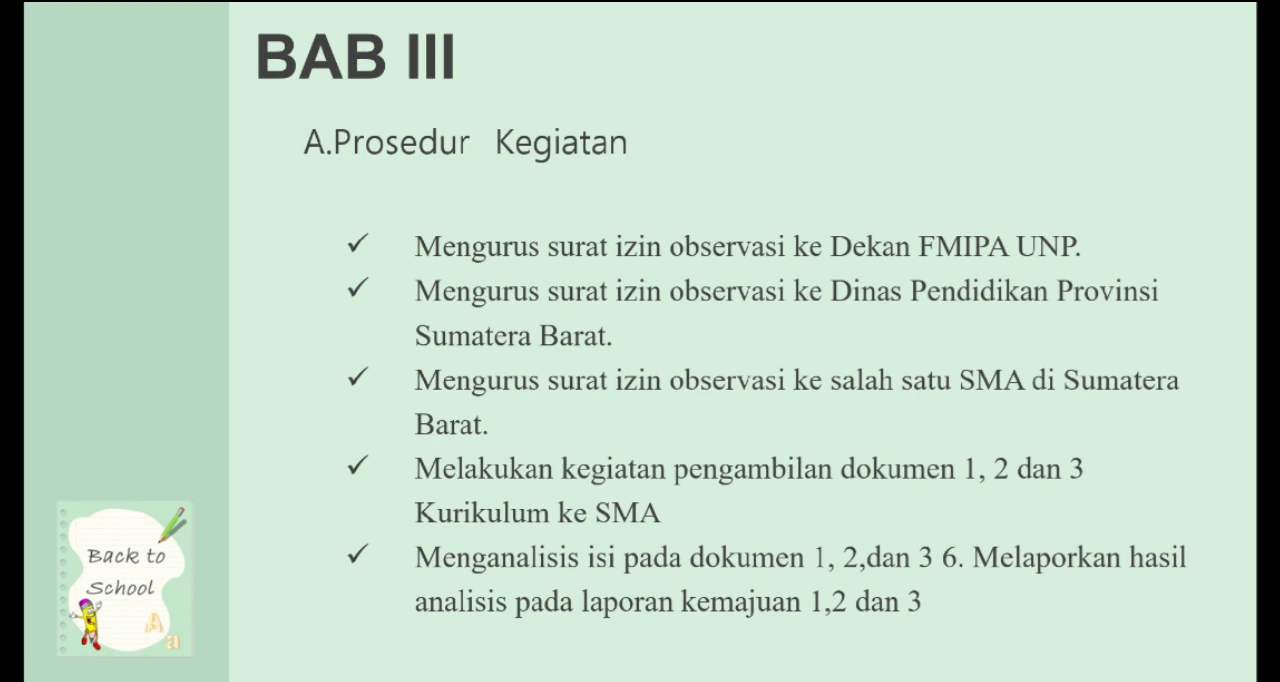 BAB III
A.Prosedur Kegiatan
✓ Mengurus surat izin observasi ke Dekan FMIPA UNP.
✓ Mengurus surat izin observasi ke Dinas Pendidikan Provinsi
Sumatera Barat.
✓ Mengurus surat izin observasi ke salah satu SMA di Sumatera
Barat.
✓ Melakukan kegiatan pengambilan dokumen 1, 2 dan 3
Kurikulum ke SMA
✓ Menganalisis isi pada dokumen 1, 2,dan 3 6. Melaporkan hasil
analisis pada laporan kemajuan 1,2 dan 3
Back to
School
A
a